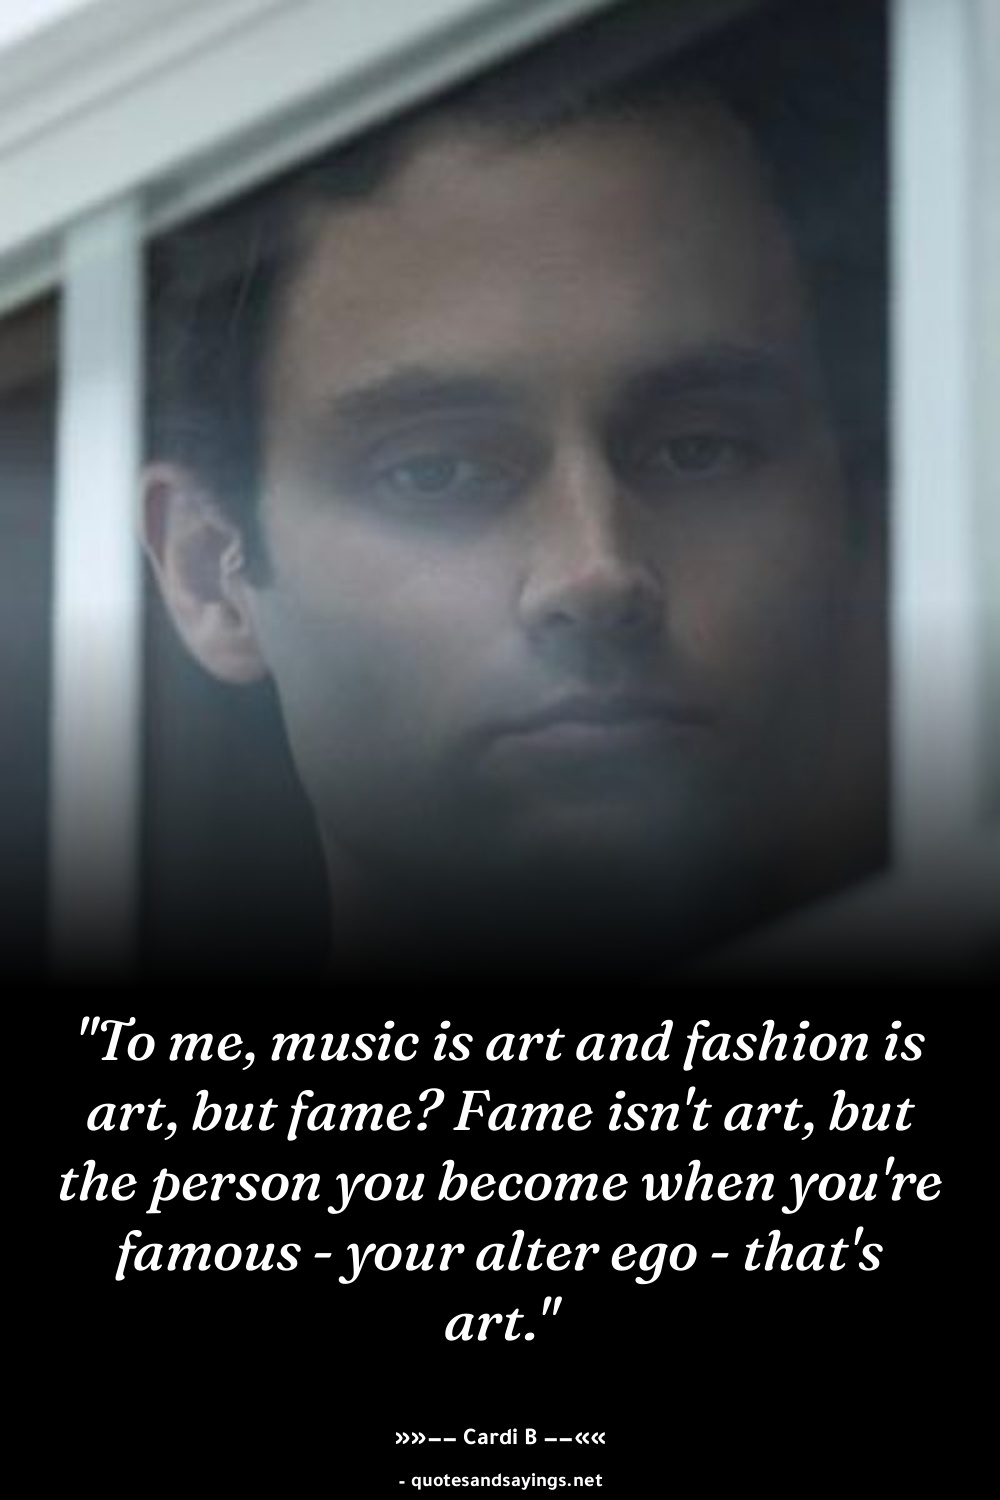 "To me, music is art and fashion is
art, but fame? Fame isn't art, but
the person you become when you're
famous - your alter ego - that's
art."
»»—— Cardi B ——««
- quotesandsayings.net